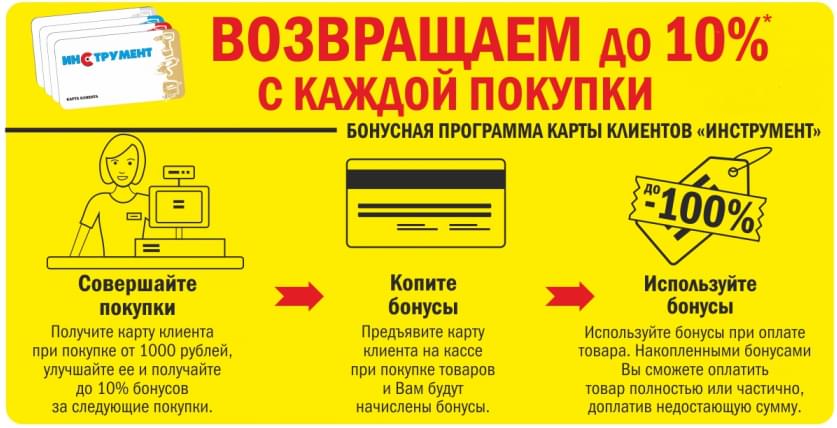 ИНСТРУМЕНТ
КАРТА КЛИЕНТА
ВОЗВРАЩАЕМ ДО 10%*
С КАЖДОЙ ПОКУПКИ
БОНУСНАЯ ПРОГРАММА КАРТЫ КЛИЕНТОВ «ИНСТРУМЕНТ»
ДО
-100%
Совершайте
покупки
Получите карту клиента
при покупке от 1000 рублей,
улучшайте ее и получайте
до 10% бонусов
за следующие покупки.
Копите
бонусы
Предъявите карту
клиента на кассе
при покупке товаров
и Вам будут
начислены бонусы.
Используйте
бонусы
Используйте бонусы при оплате
товара. Накопленными бонусами
Вы сможете оплатить
товар полностью или частично,
доплатив недостающую сумму.